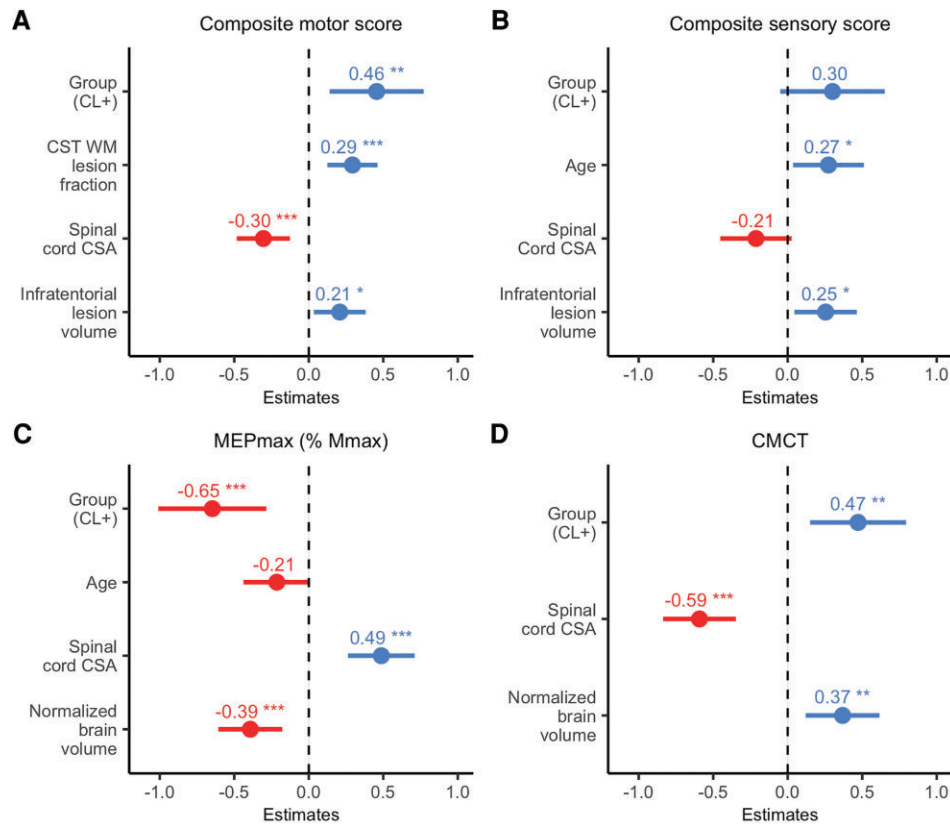 A
Composite motor score
Group
(CL+)
0.46 **
CST WM
lesion
fraction
0.29 ***
Spinal
cord CSA
-0.30 ***
Infratentorial
lesion
volume
0.21 *
-1.0 -0.5 0.0 0.5 1.0
Estimates
B
Composite sensory score
Group
(CL+)
0.30
Age
0.27 *
Spinal
Cord CSA
-0.21
Infratentorial
lesion
volume
0.25 *
-1.0 -0.5 0.0 0.5 1.0
Estimates
C
MEPmax (% Mmax)
Group
(CL+)
-0.65 ***
Age
-0.21
Spinal
cord CSA
0.49 ***
Normalized
brain
volume
-0.39 ***
-1.0 -0.5 0.0 0.5 1.0
Estimates
D
CMCT
Group
(CL+)
0.47 **
Spinal
cord CSA
-0.59 ***
Normalized
brain
volume
0.37 **
-1.0 -0.5 0.0 0.5 1.0
Estimates